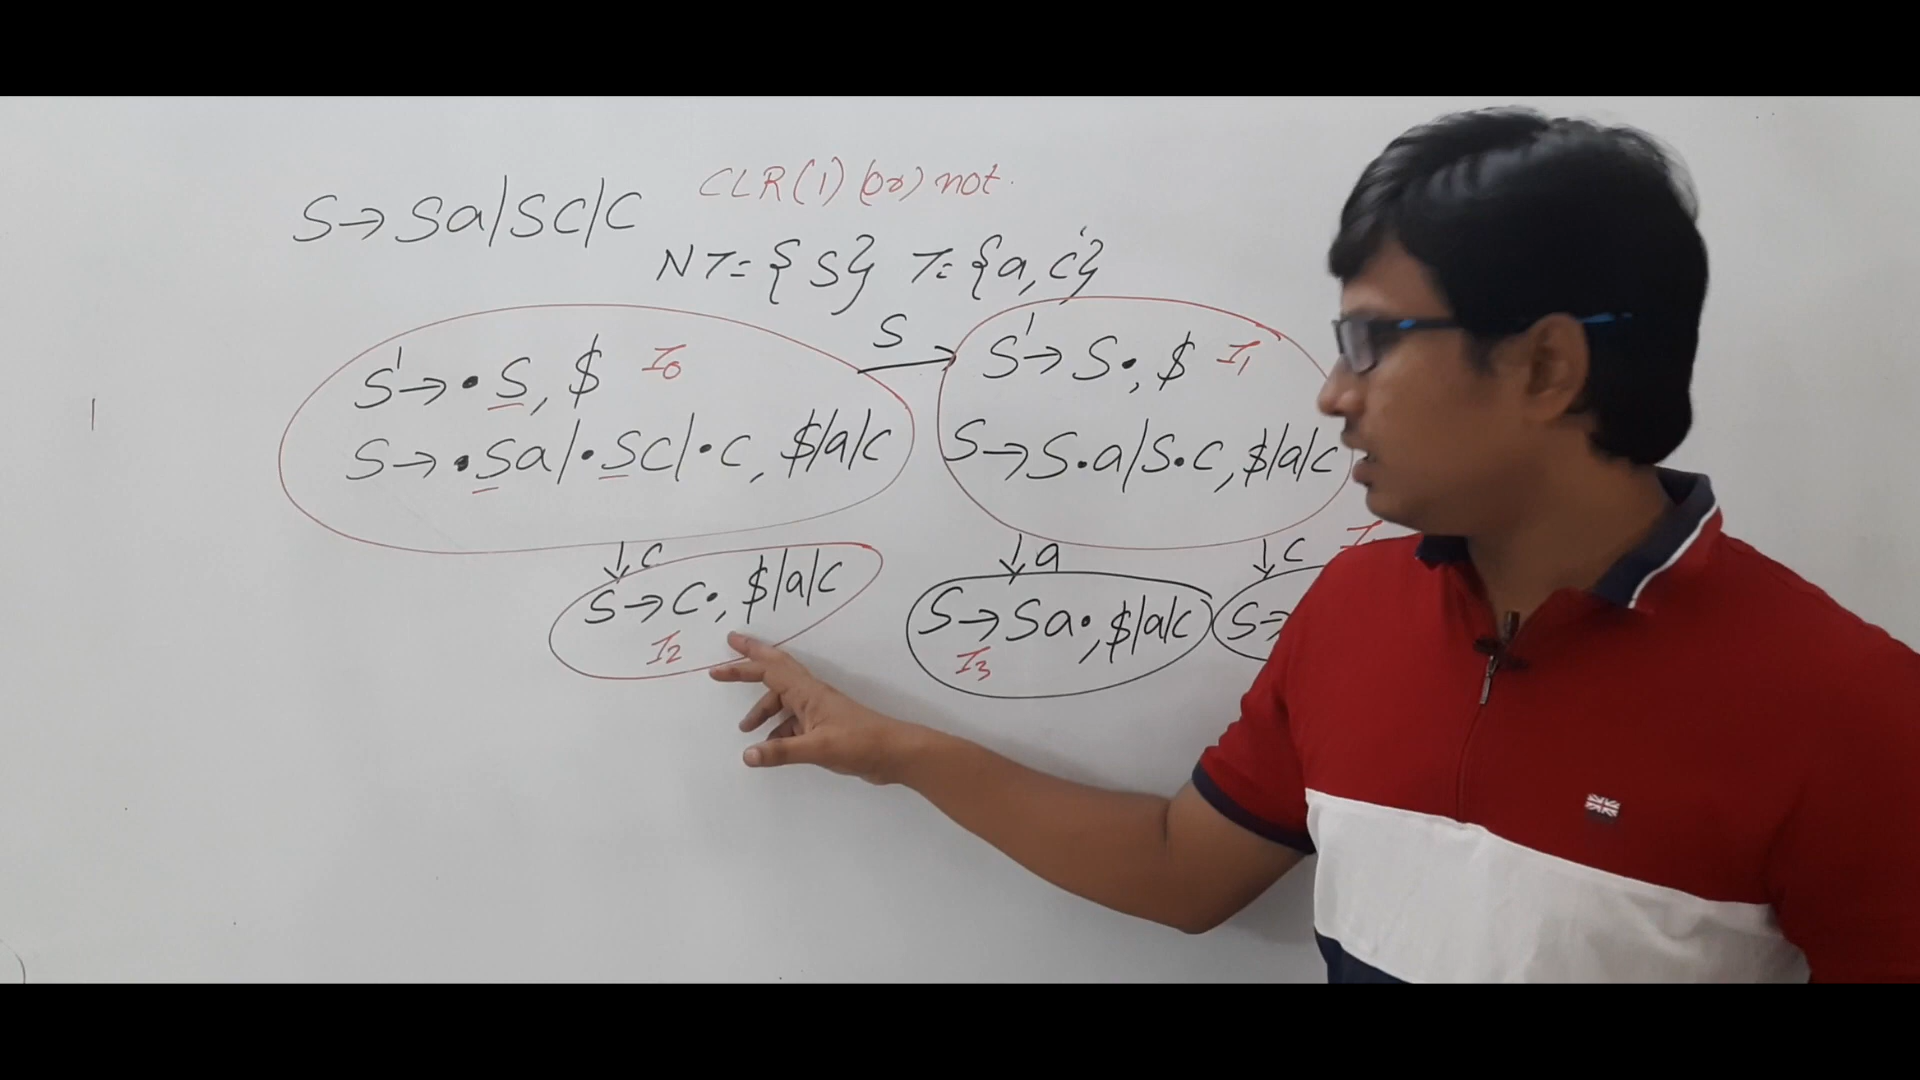 S→Sa|Sc|c CLR(1) (or) not.
NT={S} T={a,c}
S'→•S,$ I0
S→•Sa|•Sc|•c,$|a|c
S
S'→S•,$ I1
S→S•a|S•c,$|a|c
c
S→c•,$|a|c
I2
a
S→Sa•,$|a|c
I3
c
S→